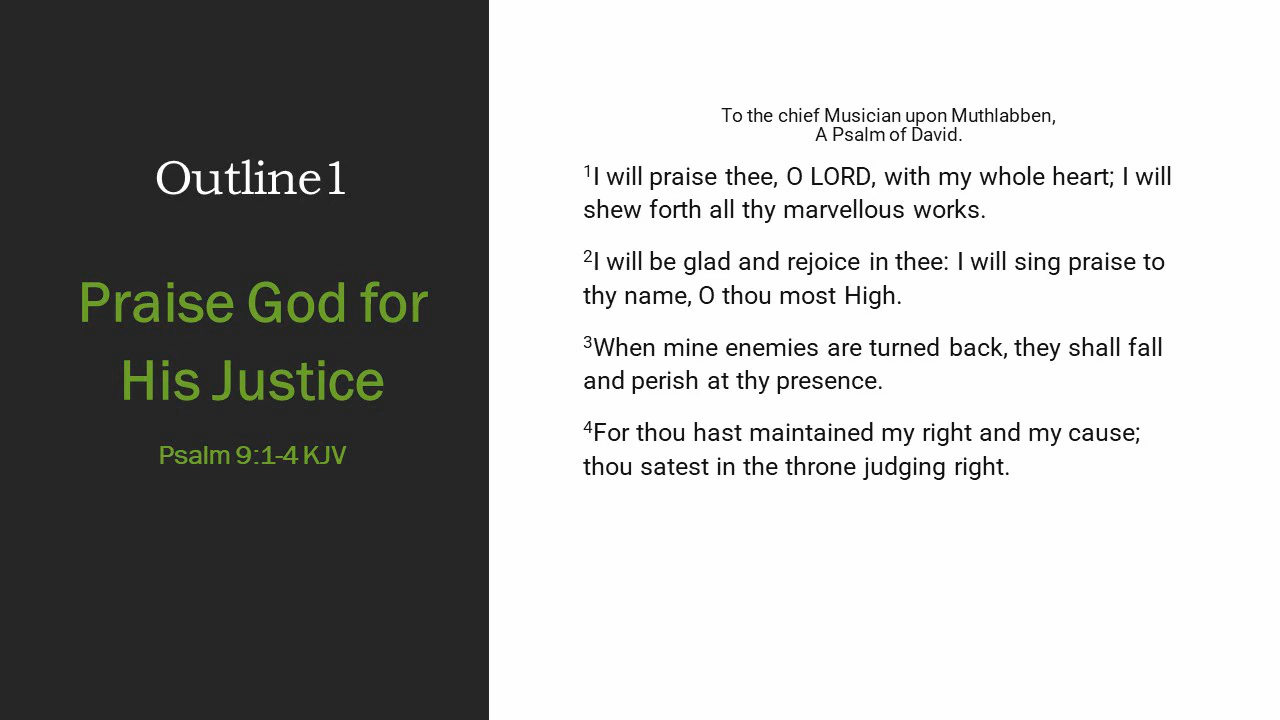 Outline1
Praise God for
His Justice
Psalm 9:1-4 KJV
To the chief Musician upon Muthlabben,
A Psalm of David.
1I will praise thee, O LORD, with my whole heart; I will
shew forth all thy marvellous works.
2I will be glad and rejoice in thee: I will sing praise to
thy name, O thou most High.
3When mine enemies are turned back, they shall fall
and perish at thy presence.
4For thou hast maintained my right and my cause;
thou satest in the throne judging right.